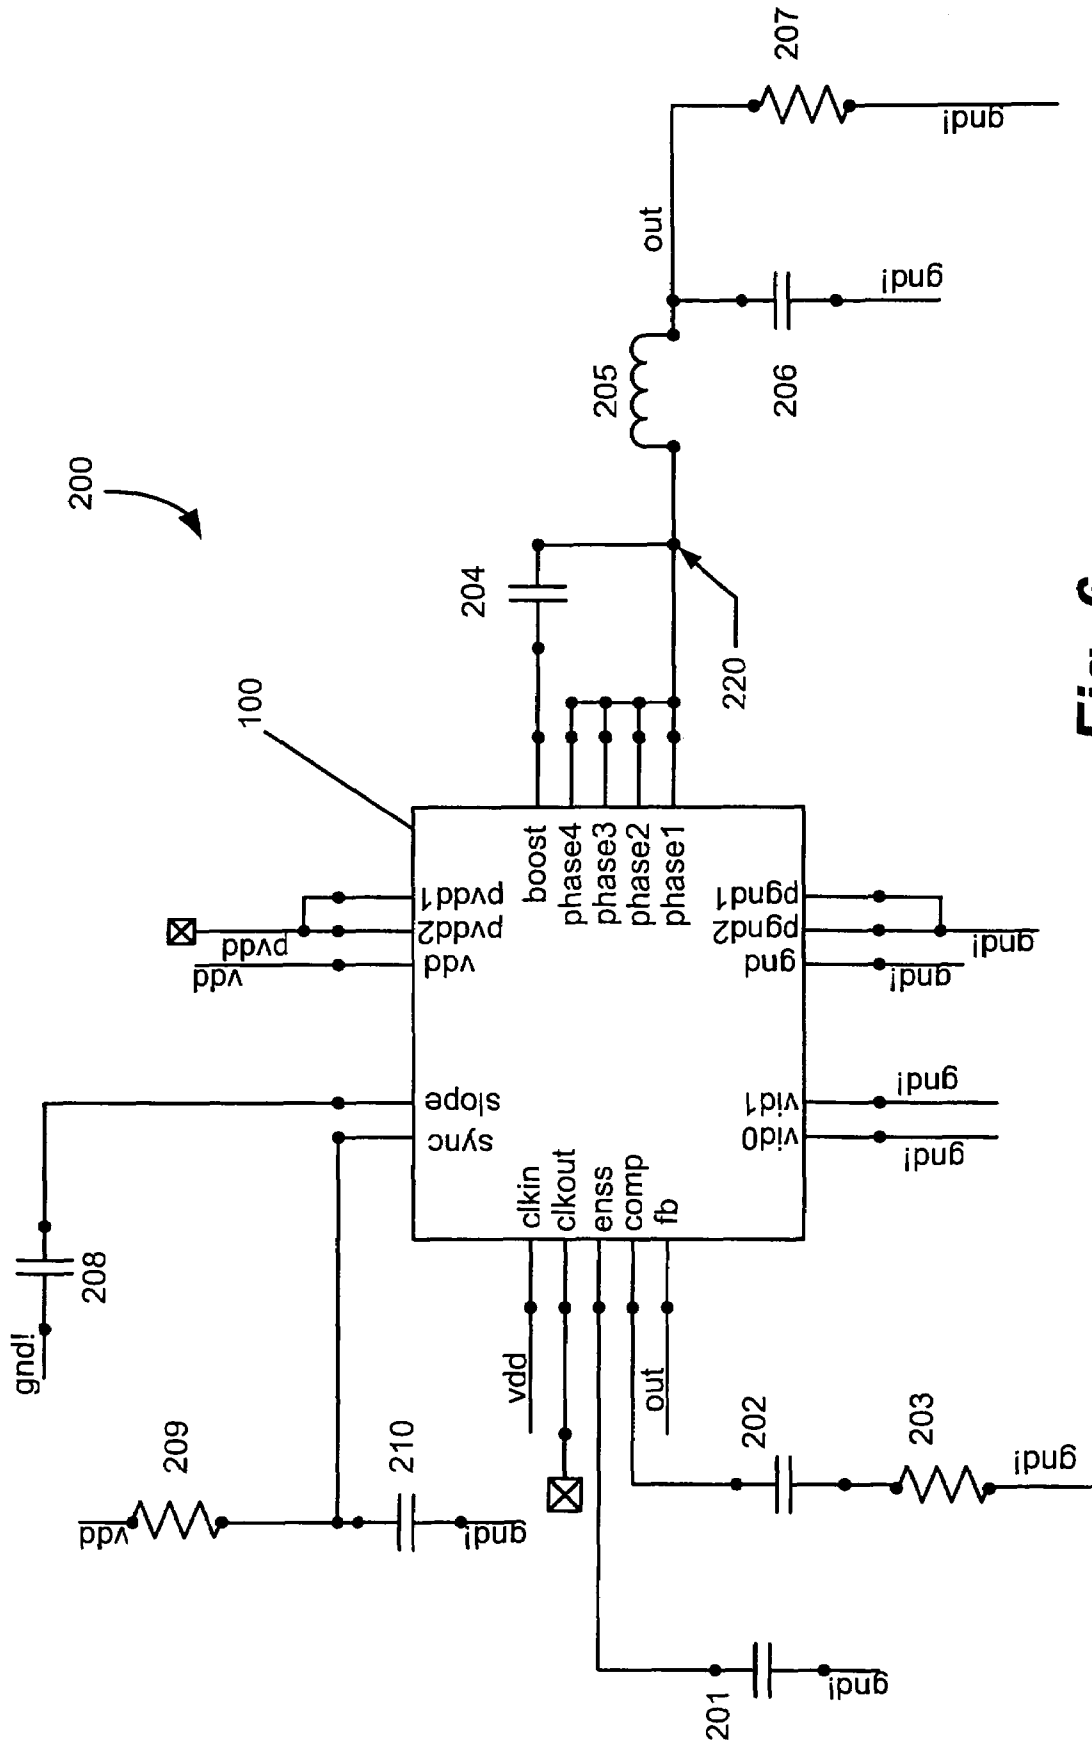 207
gnd!
out
gnd!
205
206
200
204
220
100
boost
phase4
phase3
phase2
phase1
pvdd1
pvdd2
vdd
pvdd
vdd
pgnd1
pgnd2
gnd
gnd!
gnd!
slope
sync
vid1
vid0
gnd!
gnd!
clkin
clkout
enss
comp
fb
208
gnd!
vdd
out
209
210
vdd
gnd!
202
203
gnd!
201
gnd!
Fig.